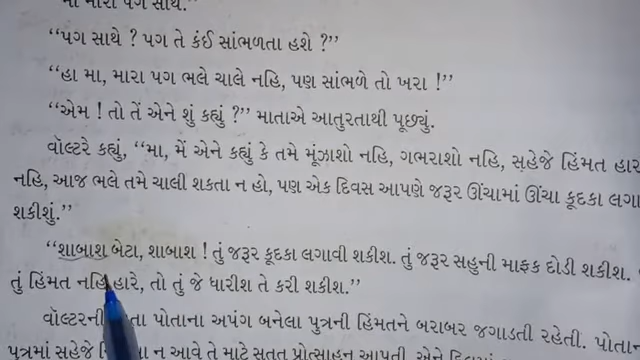 મા મારા પગ સાથે.”
“પગ સાથે ? પગ તે કંઈ સાંભળતા હશે ?”
“હા મા, મારા પગ ભલે ચાલે નહિ, પણ સાંભળે તો ખરા !”
“એમ ! તો તેં એને શું કહ્યું ?” માતાએ આતુરતાથી પૂછ્યું.
વૉલ્ટરે કહ્યું, “મા, મેં એને કહ્યું કે તમે મૂંઝાશો નહિ, ગભરાશો નહિ, સહેજે હિંમત હાર
નહિ, આજ ભલે તમે ચાલી શકતા ન હો, પણ એક દિવસ આપણે જરૂર ઊંચામાં ઊંચા કૂદકા લગા
શકીશું.”
“શાબાશ બેટા, શાબાશ ! તું જરૂર કૂદકા લગાવી શકીશ. તું જરૂર સહુની માફક દોડી શકીશ.
તું હિંમત નહિ હારે, તો તું જે ધારીશ તે કરી શકીશ.”
વૉલ્ટરની પોતાના અપંગ બનેલા પુત્રની હિંમતને બરાબર જગાડતી રહેતી. પોતાન
પુત્રમાં સહેજે ન આવે તે માટે સતત પ્રોત્સાહન આપતી.